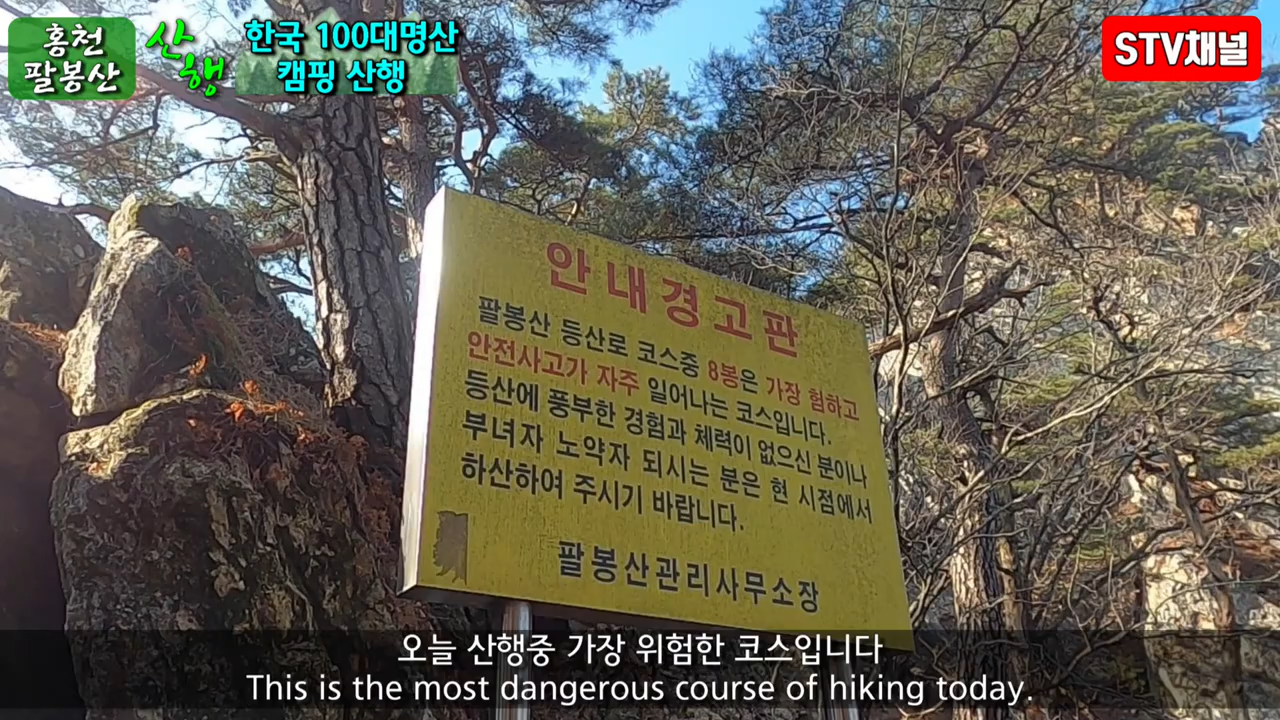 홍천
팔봉산
산행
한국 100대명산
캠핑 산행
STV채널
안내경고판
팔봉산 등산로 코스중 8봉은 가장 험하고
안전사고가 자주 일어나는 코스입니다.
등산에 풍부한 경험과 체력이 없으신 분이나
부녀자 노약자 되시는 분은 현 시점에서
하산하여 주시기 바랍니다.
팔봉산관리사무소장
오늘 산행중 가장 위험한 코스입니다
This is the most dangerous course of hiking today.